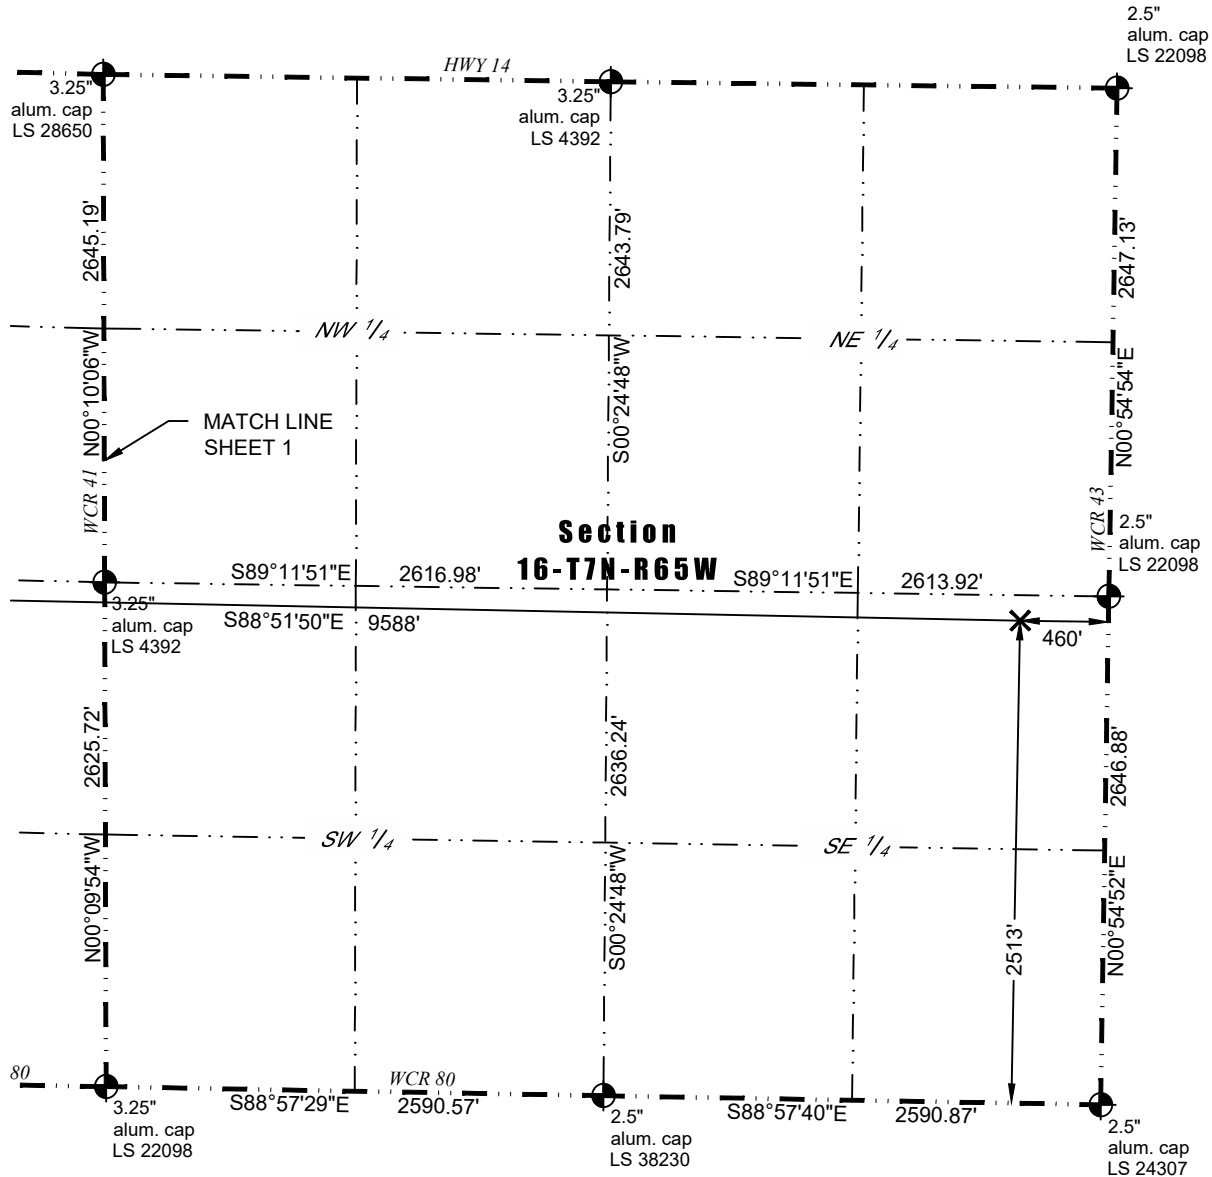 2.5"
alum. cap
LS 22098
HWY 14
3.25"
alum. cap
LS 28650
3.25"
alum. cap
LS 4392
2645.19'
2643.79'
2647.13'
NW 1/4
NE 1/4
N00°10'06"W
S00°24'48"W
N00°54'54"E
MATCH LINE
SHEET 1
WCR 41
WCR 43
2.5"
alum. cap
LS 22098
Section
16-T7N-R65W
S89°11'51"E
2616.98'
S89°11'51"E
2613.92'
3.25"
alum. cap
LS 4392
S88°51'50"E
9588'
460'
2625.72'
2636.24'
2646.88'
SW 1/4
SE 1/4
N00°09'54"W
S00°24'48"W
2513'
N00°54'52"E
80
WCR 80
S88°57'29"E
2590.57'
S88°57'40"E
2590.87'
3.25"
alum. cap
LS 22098
2.5"
alum. cap
LS 38230
2.5"
alum. cap
LS 24307